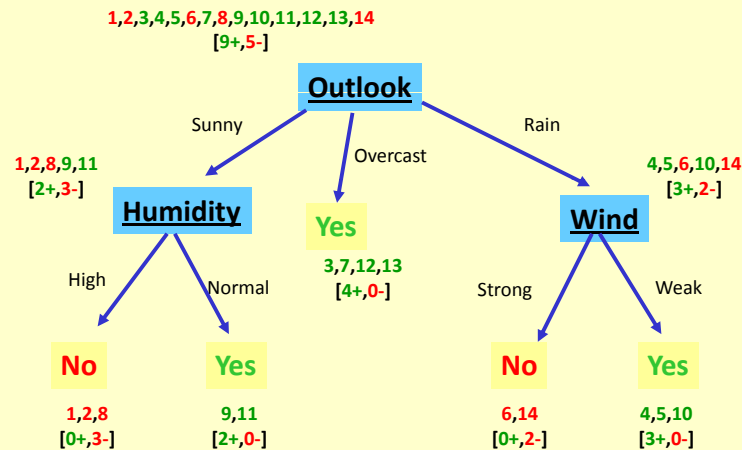 1,2,3,4,5,6,7,8,9,10,11,12,13,14
[9+,5-]
Outlook
Sunny
Overcast
Rain
1,2,8,9,11
[2+,3-]
4,5,6,10,14
[3+,2-]
Humidity
Yes
Wind
3,7,12,13
[4+,0-]
High
Normal
Strong
Weak
No
Yes
No
Yes
1,2,8
[0+,3-]
9,11
[2+,0-]
6,14
[0+,2-]
4,5,10
[3+,0-]